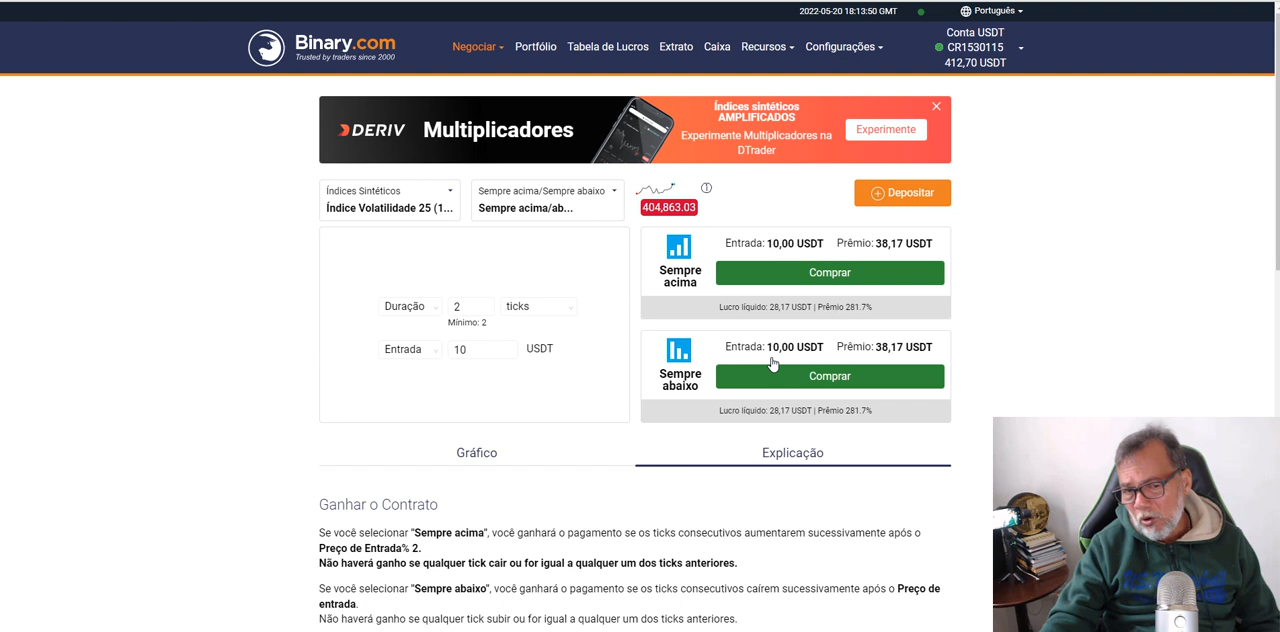 2022-05-20 18:13:50 GMT
Português
Binary.com
Trusted by traders since 2000
Negociar
Portfólio
Tabela de Lucros
Extrato
Caixa
Recursos
Configurações
Conta USDT
CR1530115
412,70 USDT
DERIV
Multiplicadores
Índices sintéticos
AMPLIFICADOS
Experimente Multiplicadores na
DTrader
Experimente
Índices Sintéticos
Índice Volatilidade 25 (1...
Sempre acima/Sempre abaixo
Sempre acima/ab...
404,863.03
Depositar
Duração 2 ticks
Mínimo: 2
Entrada 10 USDT
Sempre
acima
Entrada: 10,00 USDT Prêmio: 38,17 USDT
Comprar
Lucro líquido: 28,17 USDT | Prêmio 281.7%
Sempre
abaixo
Entrada: 10,00 USDT Prêmio: 38,17 USDT
Comprar
Lucro líquido: 28,17 USDT | Prêmio 281.7%
Gráfico
Explicação
Ganhar o Contrato
Se você selecionar "Sempre acima", você ganhará o pagamento se os ticks consecutivos aumentarem sucessivamente após o
Preço de Entrada% 2.
Não haverá ganho se qualquer tick cair ou for igual a qualquer um dos ticks anteriores.
Se você selecionar "Sempre abaixo", você ganhará o pagamento se os ticks consecutivos caírem sucessivamente após o Preço de
entrada.
Não haverá ganho se qualquer tick subir ou for igual a qualquer um dos ticks anteriores.